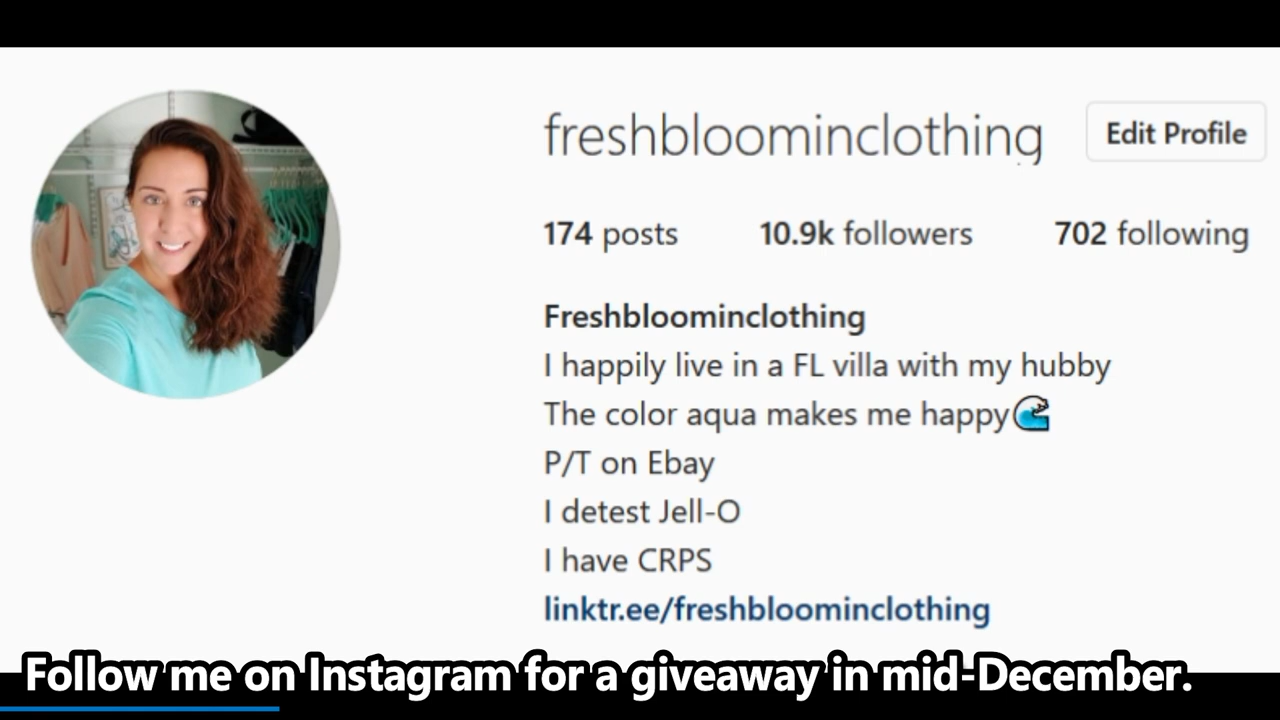 freshbloominclothing
Edit Profile
174 posts 10.9k followers 702 following
Freshbloominclothing
I happily live in a FL villa with my hubby
The color aqua makes me happy🌊
P/T on Ebay
I detest Jell-O
I have CRPS
linktr.ee/freshbloominclothing
Follow me on Instagram for a giveaway in mid-December.